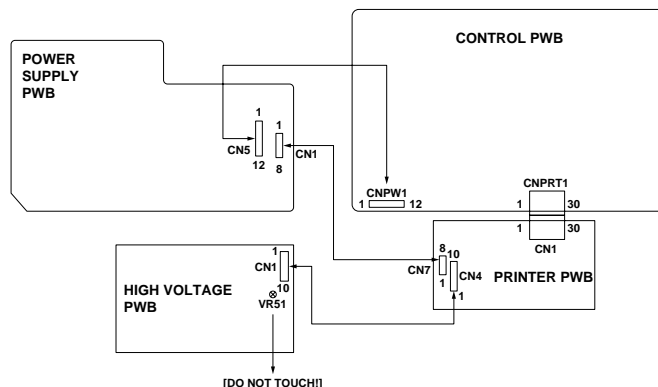 POWER
SUPPLY
PWB
CONTROL PWB
1
1
CN5
CN1
12
8
CNPW1
1
12
CNPRT1
1
30
1
30
CN1
8
10
CN7
CN4
1
1
PRINTER PWB
1
CN1
10
HIGH VOLTAGE
PWB
VR51
[DO NOT TOUCH!]